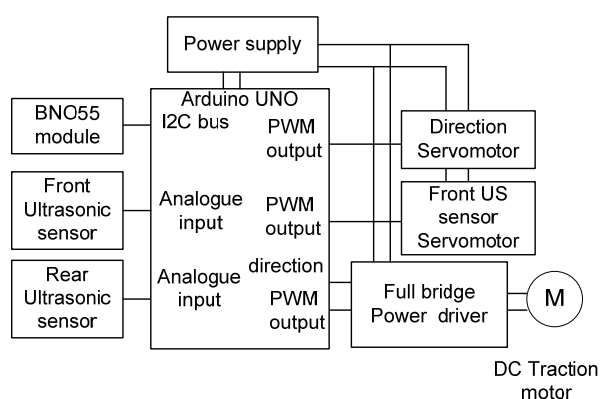 Power supply
Arduino UNO
I2C bus
BNO55
module
PWM
output
Direction
Servomotor
Front
Ultrasonic
sensor
Analogue
input
PWM
output
Front US
sensor
Servomotor
Rear
Ultrasonic
sensor
Analogue
input
direction
PWM
output
Full bridge
Power driver
M
DC Traction
motor